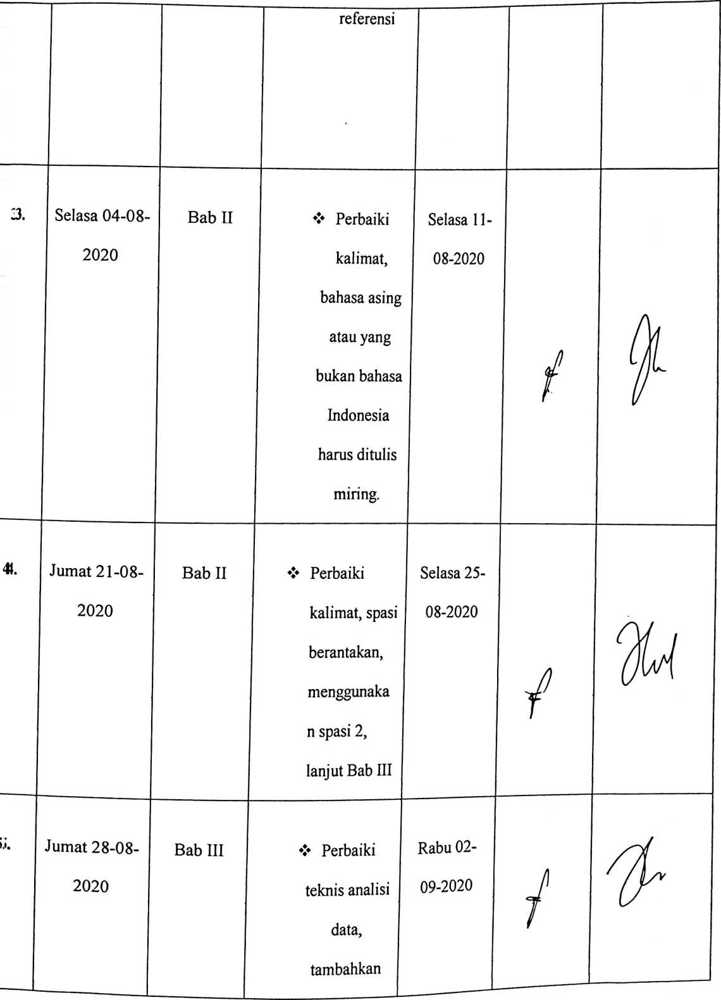 referensi
3.
Selasa 04-08-
2020
Bab II
❖ Perbaiki
kalimat,
bahasa asing
atau yang
bukan bahasa
Indonesia
harus ditulis
miring.
Selasa 11-
08-2020
4.
Jumat 21-08-
2020
Bab II
❖ Perbaiki
kalimat, spasi
berantakan,
menggunaka
n spasi 2,
lanjut Bab III
Selasa 25-
08-2020
5.
Jumat 28-08-
2020
Bab III
❖ Perbaiki
teknis analisi
data,
tambahkan
Rabu 02-
09-2020